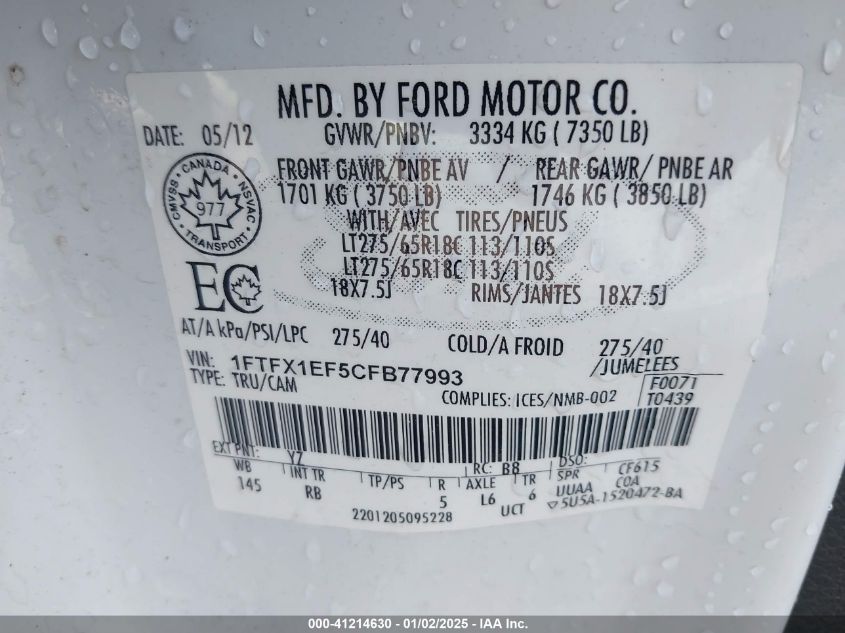 MFD. BY FORD MOTOR CO.
DATE: 05/12 GVWR/PNBV: 3334 KG ( 7350 LB)
FRONT GAWR/PNBE AV / REAR GAWR/ PNBE AR
1701 KG ( 3750 LB) 1746 KG ( 3850 LB)
CMVSS CANADA NSVAC
977
TRANSPORT
WITH/AVEC TIRES/PNEUS
LT275/65R18C 113/110S
LT275/65R18C 113/110S
EC
18X7.5J RIMS/JANTES 18X7.5J
AT/A kPa/PSI/LPC 275/40 COLD/A FROID 275/40
VIN: 1FTFX1EF5CFB77993 /JUMELEES
TYPE: TRU/CAM COMPLIES: ICES/NMB-002 F0071
T0439
EXT PNT: YZ RC: B8 DSO: CF615
WB INT TR TP/PS R AXLE TR SPR COA
145 RB 5 L6 6 UUAA
2201205095228 UCT 5U5A-1520472-BA
000-41214630 - 01/02/2025 - IAA Inc.